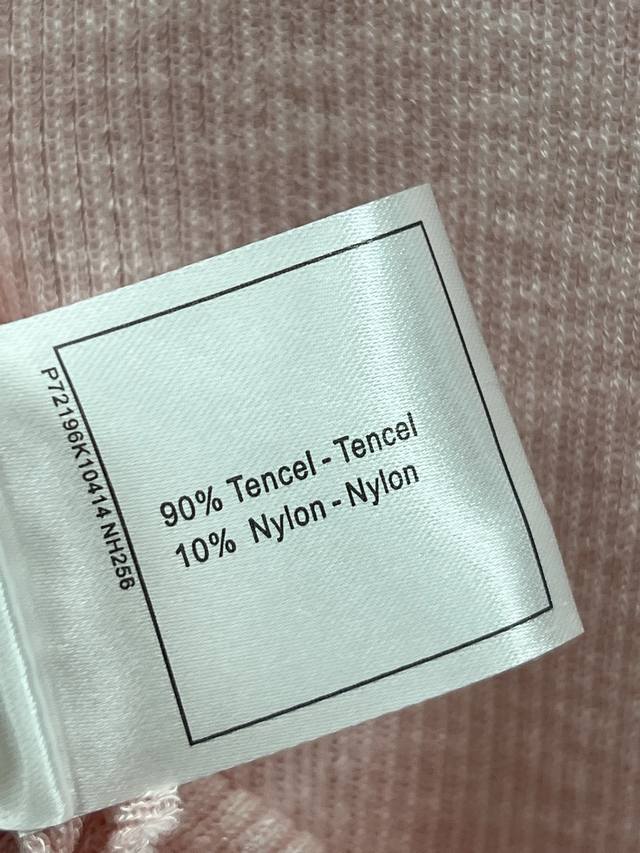 90% Tencel - Tencel
10% Nylon - Nylon
P72196K10414 NH256